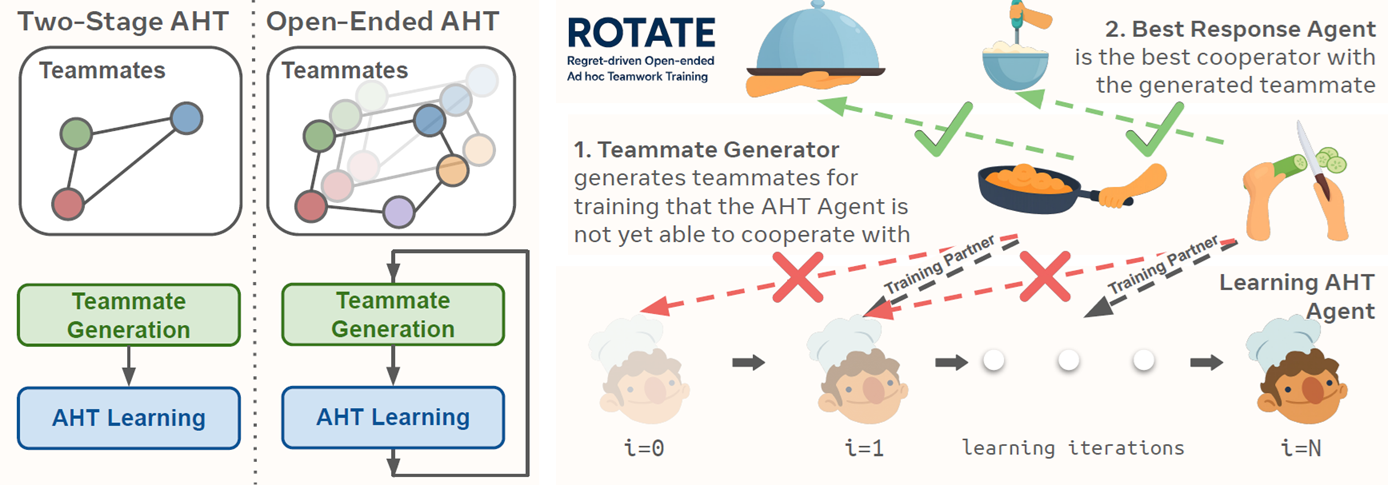 Two-Stage AHT
Teammates
Teammate
Generation
AHT Learning
Open-Ended AHT
Teammates
Teammate
Generation
AHT Learning
ROTATE
Regret-driven Open-ended
Ad hoc Teamwork Training
2. Best Response Agent
is the best cooperator with
the generated teammate
1. Teammate Generator
generates teammates for
training that the AHT Agent is
not yet able to cooperate with
Training Partner
Training Partner
Learning AHT
Agent
i=0
i=1
learning iterations
i=N